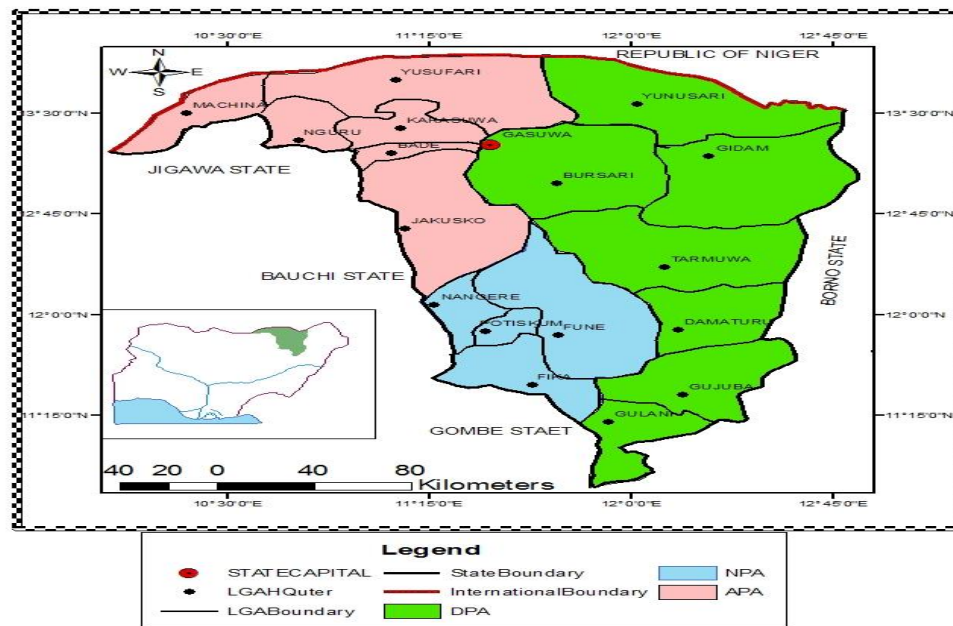 10°30'0"E 11°15'0"E 12°0'0"E 12°45'0"E
REPUBLIC OF NIGER
N
W E
S
YUSUFARI
MACHINA
YUNUSARI
13°30'0"N 13°30'0"N
KARASUWA
NGURU
GASUWA
BADE
GIDAM
JIGAWA STATE
BURSARI
12°45'0"N 12°45'0"N
JAKUSKO
BORNO STATE
TARMUWA
BAUCHI STATE
NANGERE
12°0'0"N 12°0'0"N
POTISKUM
FUNE
DAMATURU
FIKA
GUJUBA
11°15'0"N 11°15'0"N
GULANI
GOMBE STAET
40 20 0 40 80
Kilometers
10°30'0"E 11°15'0"E 12°0'0"E 12°45'0"E
Legend
STATECAPITAL StateBoundary NPA
LGAHQuter InternationalBoundary APA
LGABoundary DPA